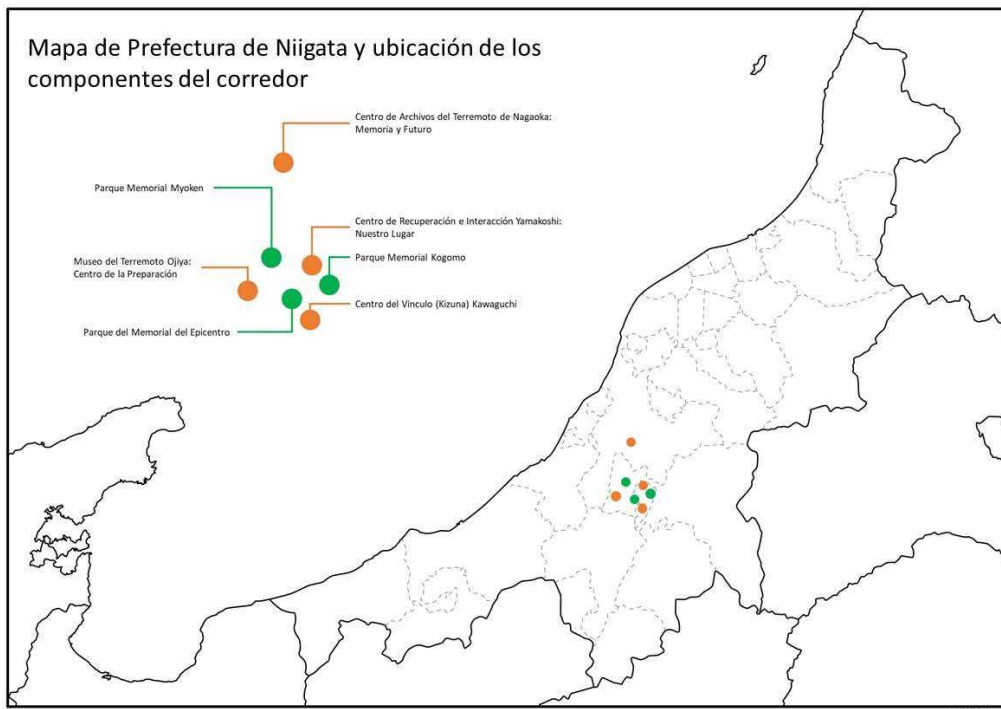 Mapa de Prefectura de Niigata y ubicación de los
componentes del corredor
Centro de Archivos del Terremoto de Nagaoka:
Memoria y Futuro
Parque Memorial Myoken
Centro de Recuperación e Interacción Yamakoshi:
Nuestro Lugar
Museo del Terremoto Ojiya:
Centro de la Preparación
Parque Memorial Kogomo
Centro del Vínculo (Kizuna) Kawaguchi
Parque del Memorial del Epicentro